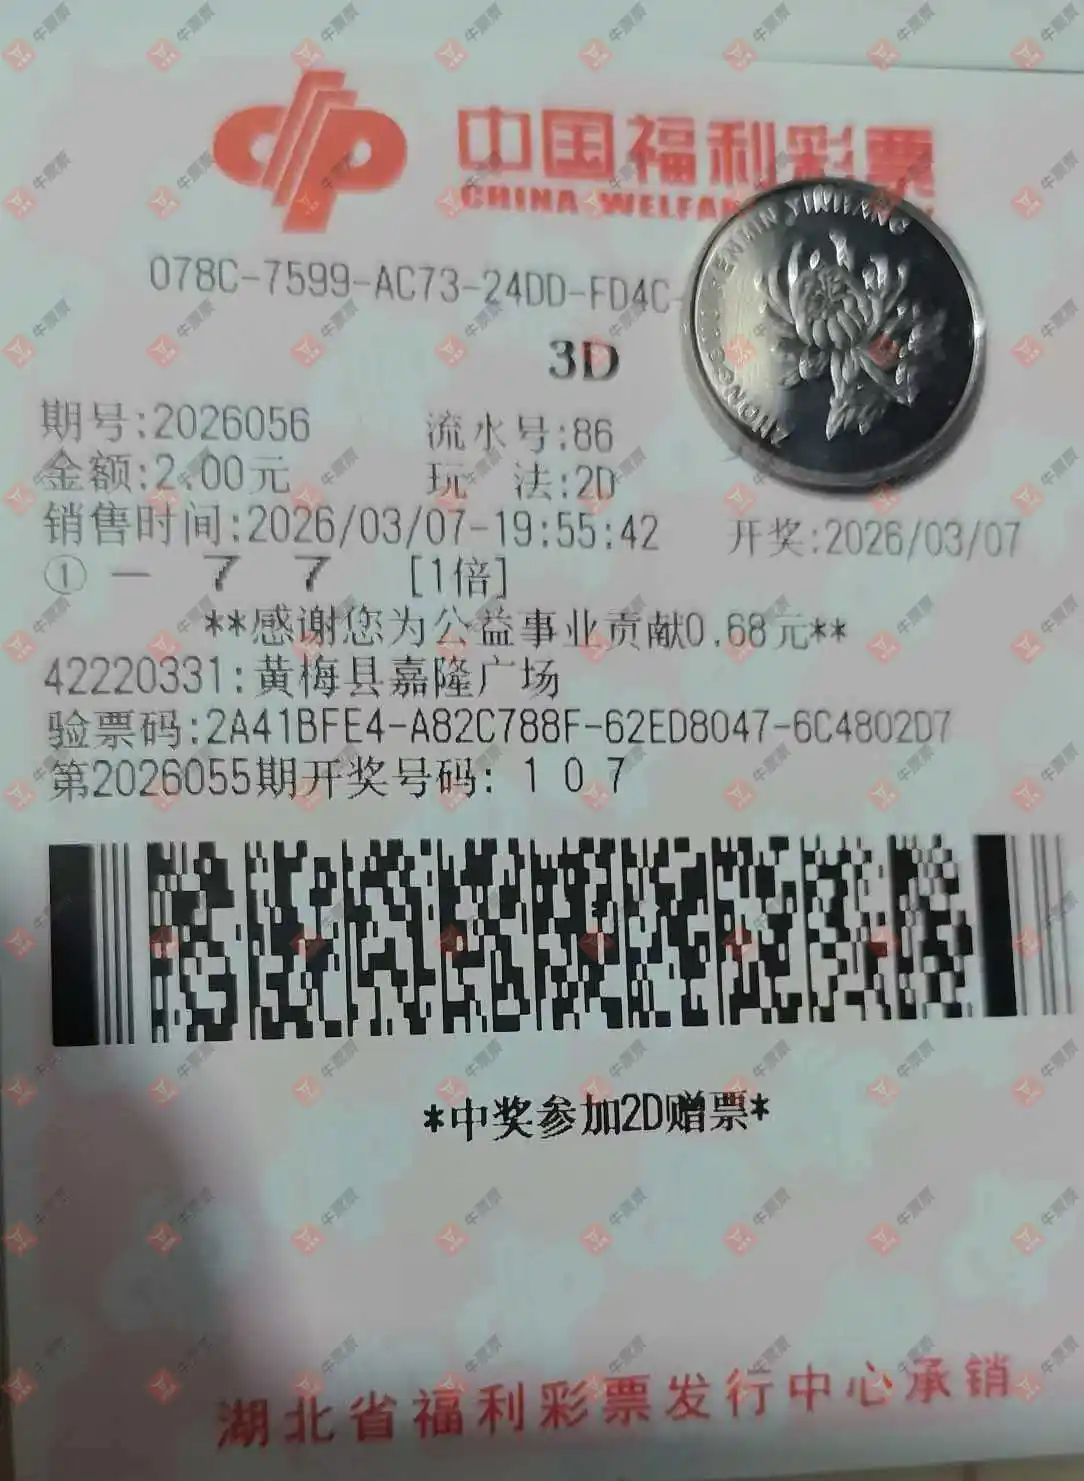 中国福利彩票
CHINA WELFA
078C-7599-AC73-24DD-FD4C-
ZHONGGUO RENMIN YINHANG
3D
期号:2026056 流水号:86
金额:2.00元 玩 法:2D
销售时间:2026/03/07-19:55:42 开奖:2026/03/07
① — 7 7 [1倍]
**感谢您为公益事业贡献0.68元**
42220331:黄梅县嘉隆广场
验票码:2A41BFE4-A82C788F-62ED8047-6C4802D7
第2026055期开奖号码: 1 0 7
*中奖参加2D赠票*
湖北省福利彩票发行中心承销
牛票票